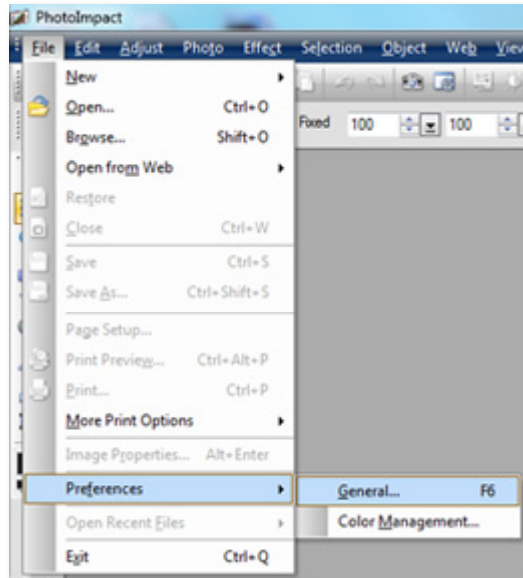 PhotoImpact
File Edit Adjust Photo Effect Selection Object Web View
New
Open... Ctrl+O
Fixed 100 100
Browse... Shift+O
Open from Web
Restore
Close Ctrl+W
Save Ctrl+S
Save As... Ctrl+Shift+S
Page Setup...
Print Preview... Ctrl+Alt+P
Print... Ctrl+P
More Print Options
Image Properties... Alt+Enter
Preferences
General... F6
Open Recent Files
Color Management...
Exit Ctrl+Q